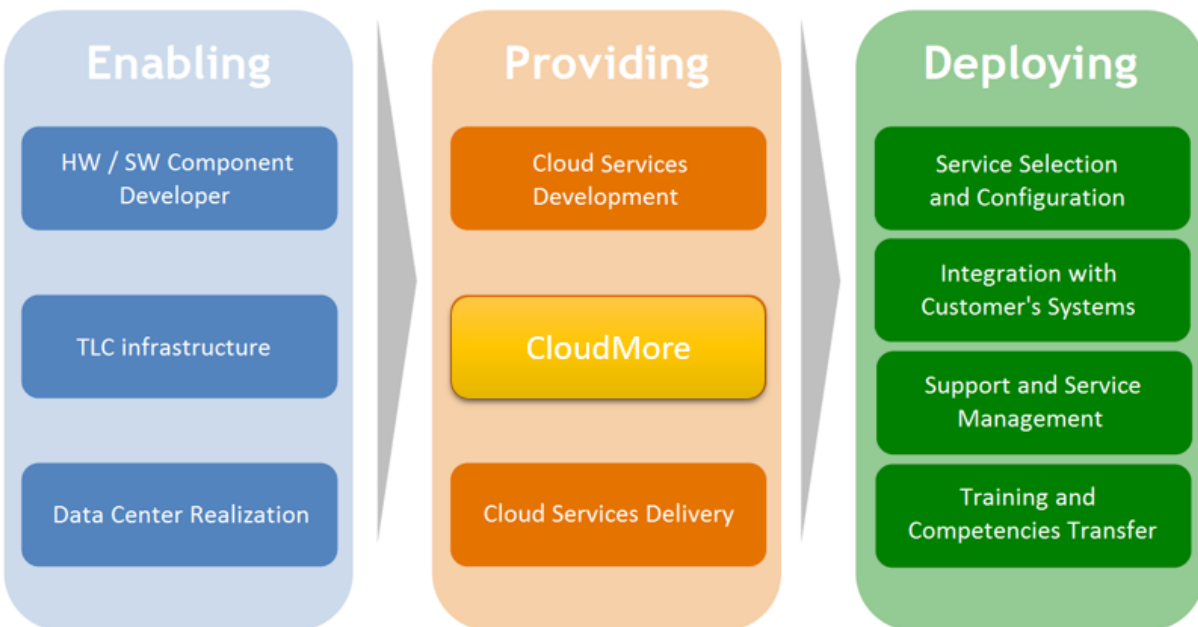 Enabling
HW / SW Component
Developer
TLC infrastructure
Data Center Realization
Providing
Cloud Services
Development
CloudMore
Cloud Services Delivery
Deploying
Service Selection
and Configuration
Integration with
Customer's Systems
Support and Service
Management
Training and
Competencies Transfer